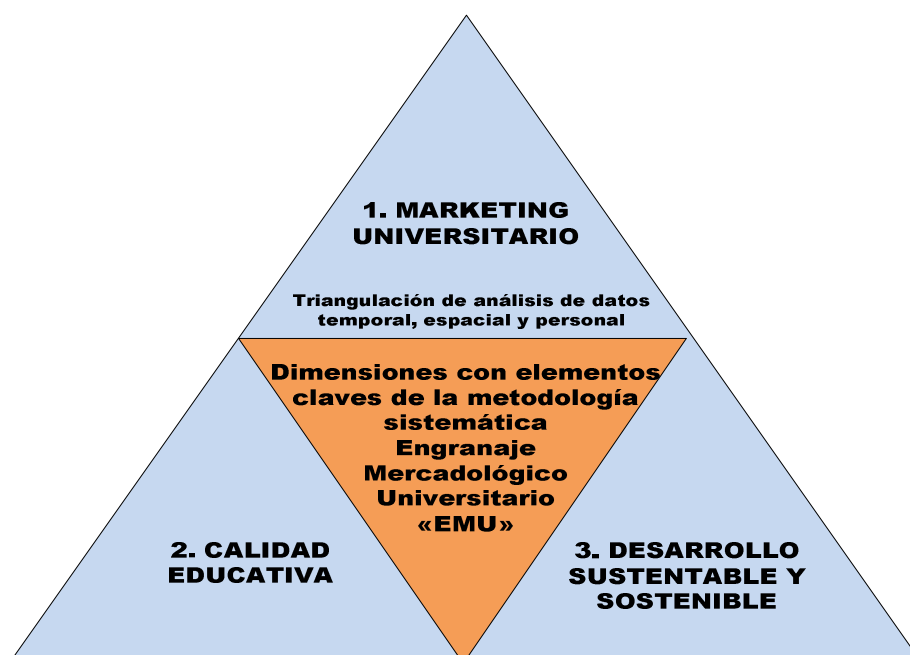 1. MARKETING
UNIVERSITARIO
Triangulación de análisis de datos
temporal, espacial y personal
Dimensiones con elementos
claves de la metodología
sistemática
Engranaje
Mercadológico
Universitario
«EMU»
2. CALIDAD
EDUCATIVA
3. DESARROLLO
SUSTENTABLE Y
SOSTENIBLE